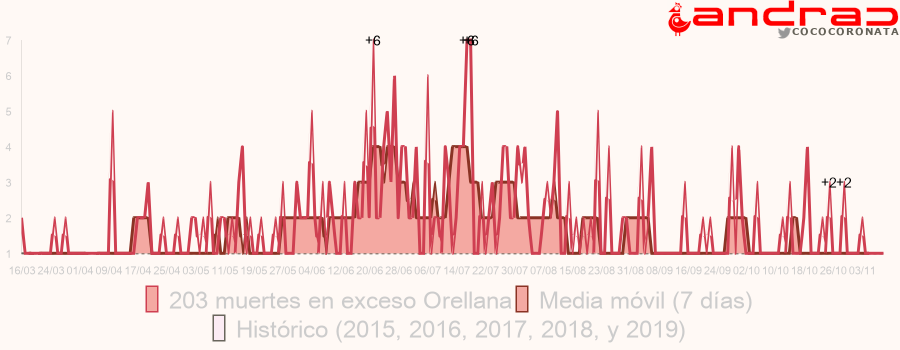 andrac
COCOCORONATA
+6 +6 +6
7
6
5
4
3
+2 +2
2
1
16/03 24/03 01/04 09/04 17/04 25/04 03/05 11/05 19/05 27/05 04/06 12/06 20/06 28/06 06/07 14/07 22/07 30/07 07/08 15/08 23/08 31/08 08/09 16/09 24/09 02/10 10/10 18/10 26/10 03/11
203 muertes en exceso Orellana Media móvil (7 días)
Histórico (2015, 2016, 2017, 2018, y 2019)